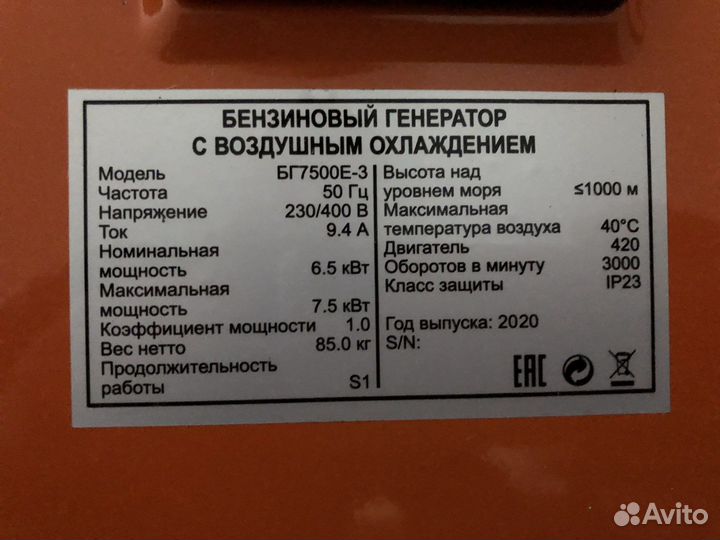 БЕНЗИНОВЫЙ ГЕНЕРАТОР
С ВОЗДУШНЫМ ОХЛАЖДЕНИЕМ
Модель БГ7500Е-3
Частота 50 Гц
Напряжение 230/400 В
Ток 9.4 А
Номинальная
мощность 6.5 кВт
Максимальная
мощность 7.5 кВт
Коэффициент мощности 1.0
Вес нетто 85.0 кг
Продолжительность
работы S1
Высота над
уровнем моря ≤1000 м
Максимальная
температура воздуха 40°C
Двигатель 420
Оборотов в минуту 3000
Класс защиты IP23
Год выпуска: 2020
S/N:
EAC
Avito